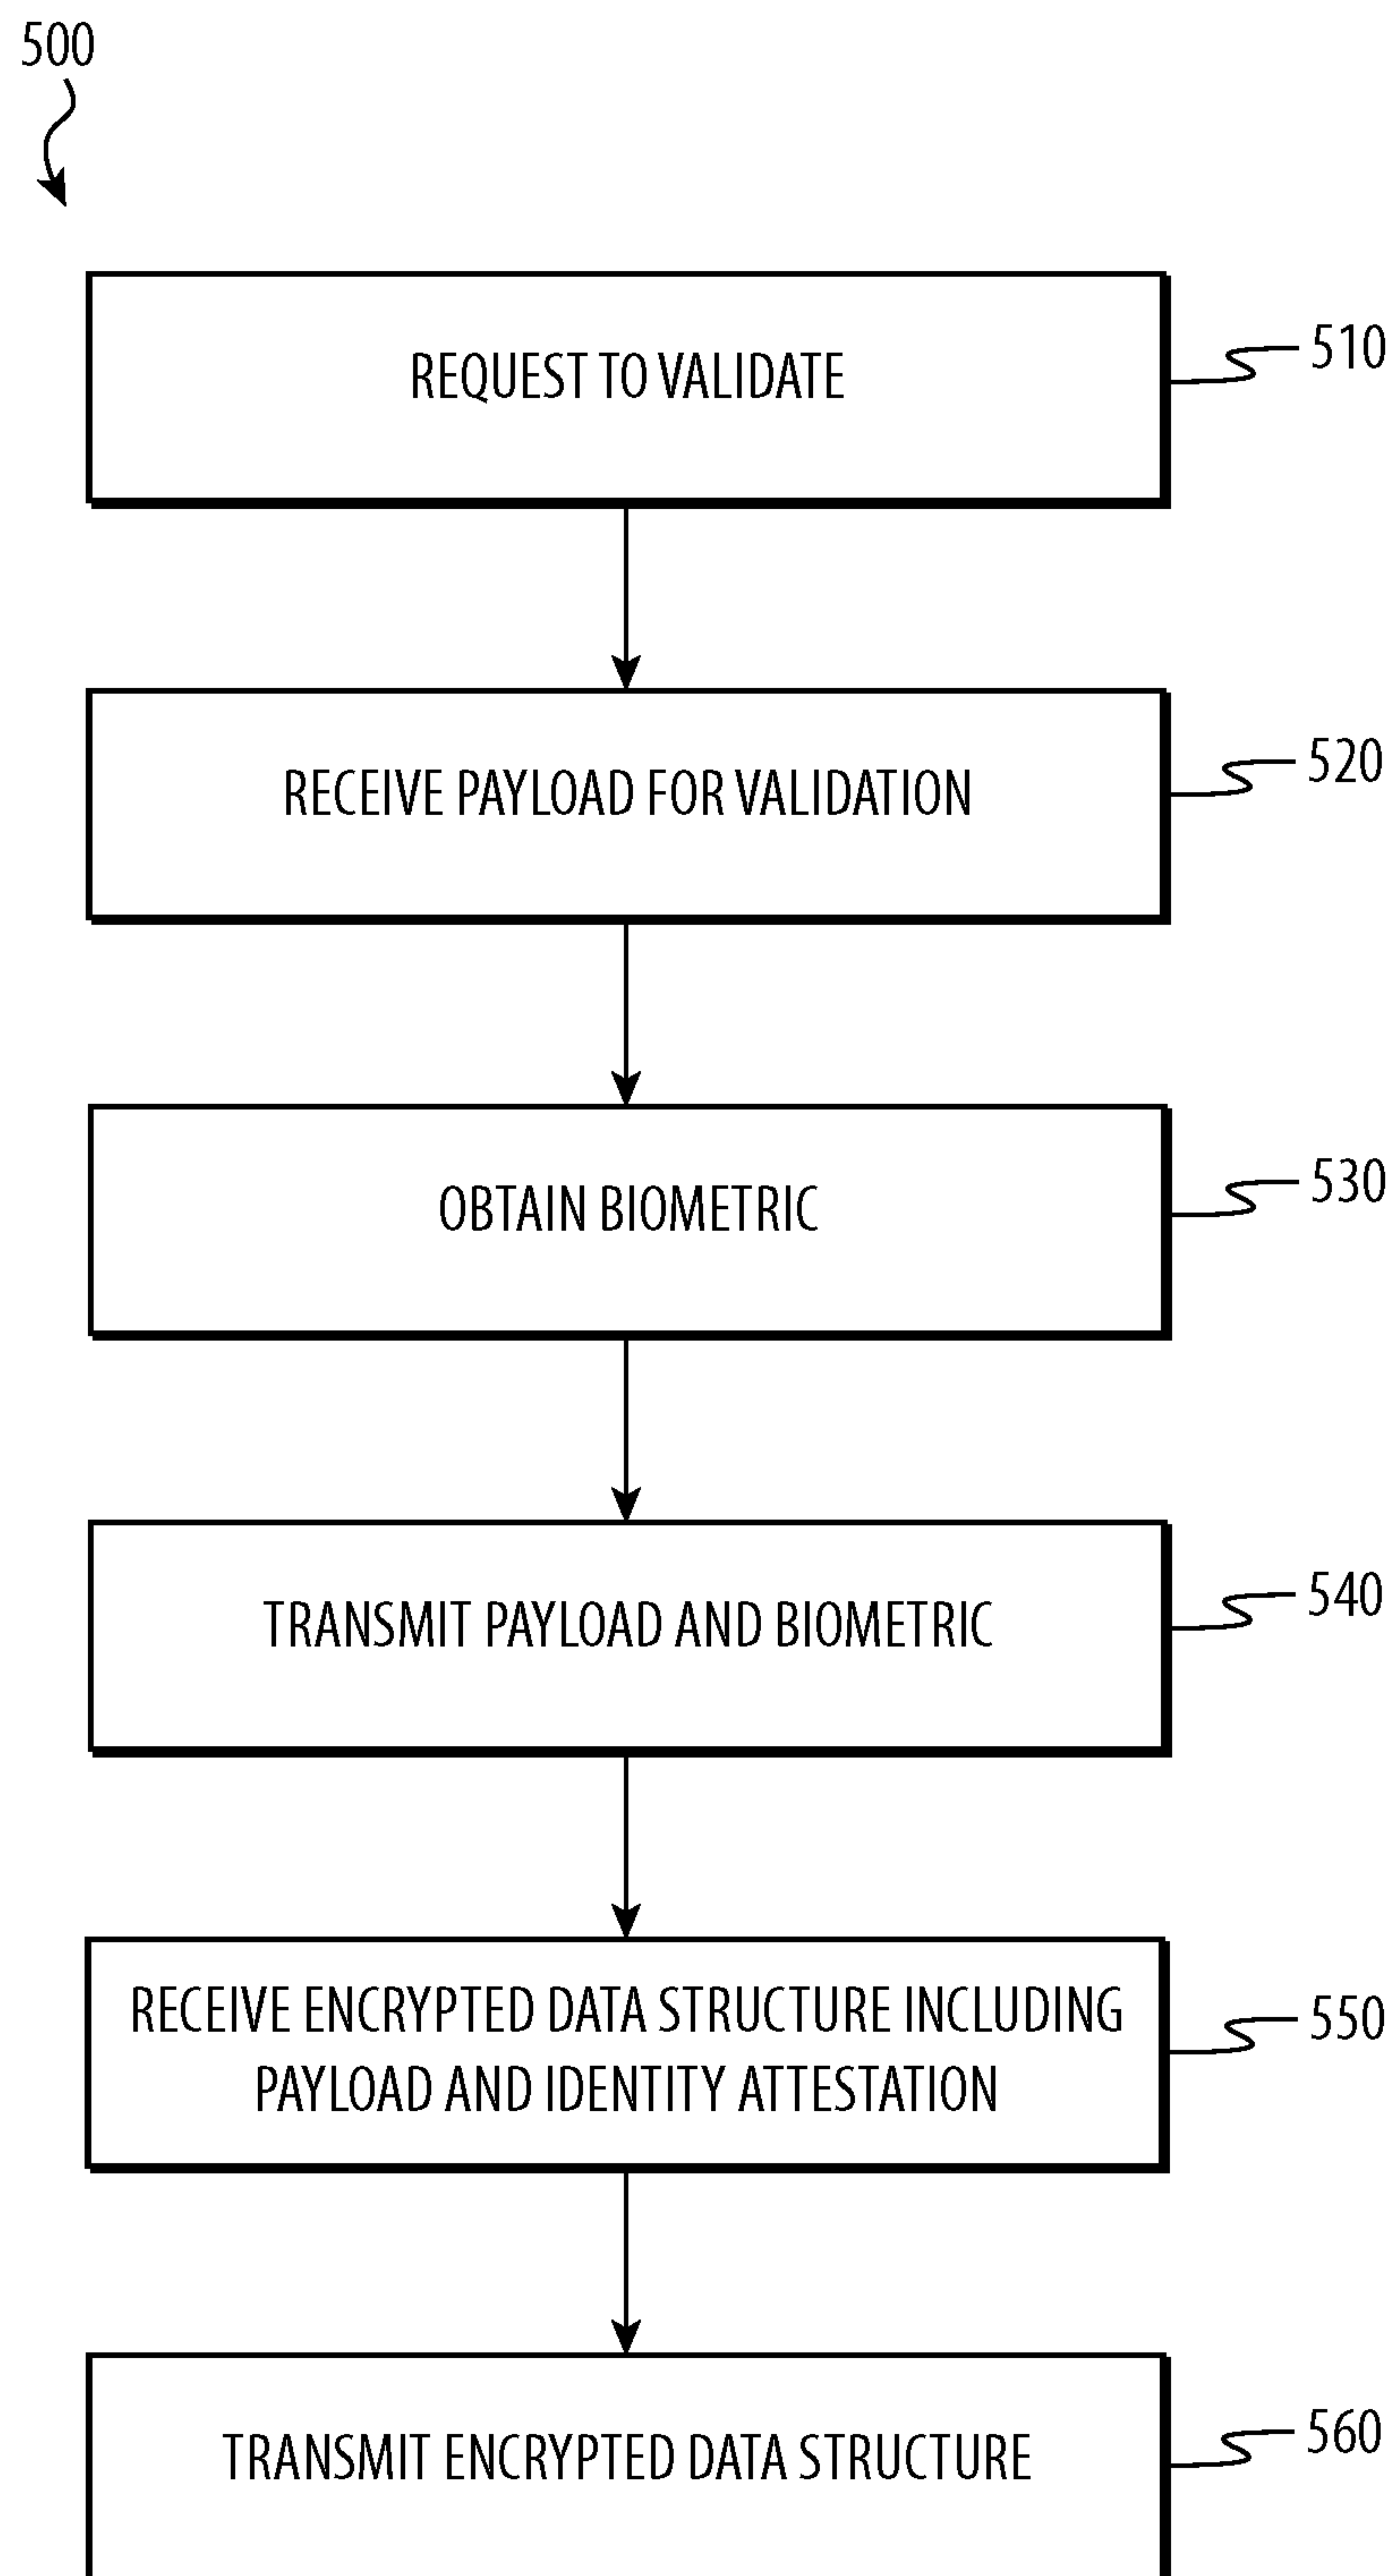 500
REQUEST TO VALIDATE
510
RECEIVE PAYLOAD FOR VALIDATION
520
OBTAIN BIOMETRIC
530
TRANSMIT PAYLOAD AND BIOMETRIC
540
RECEIVE ENCRYPTED DATA STRUCTURE INCLUDING
PAYLOAD AND IDENTITY ATTESTATION
550
TRANSMIT ENCRYPTED DATA STRUCTURE
560